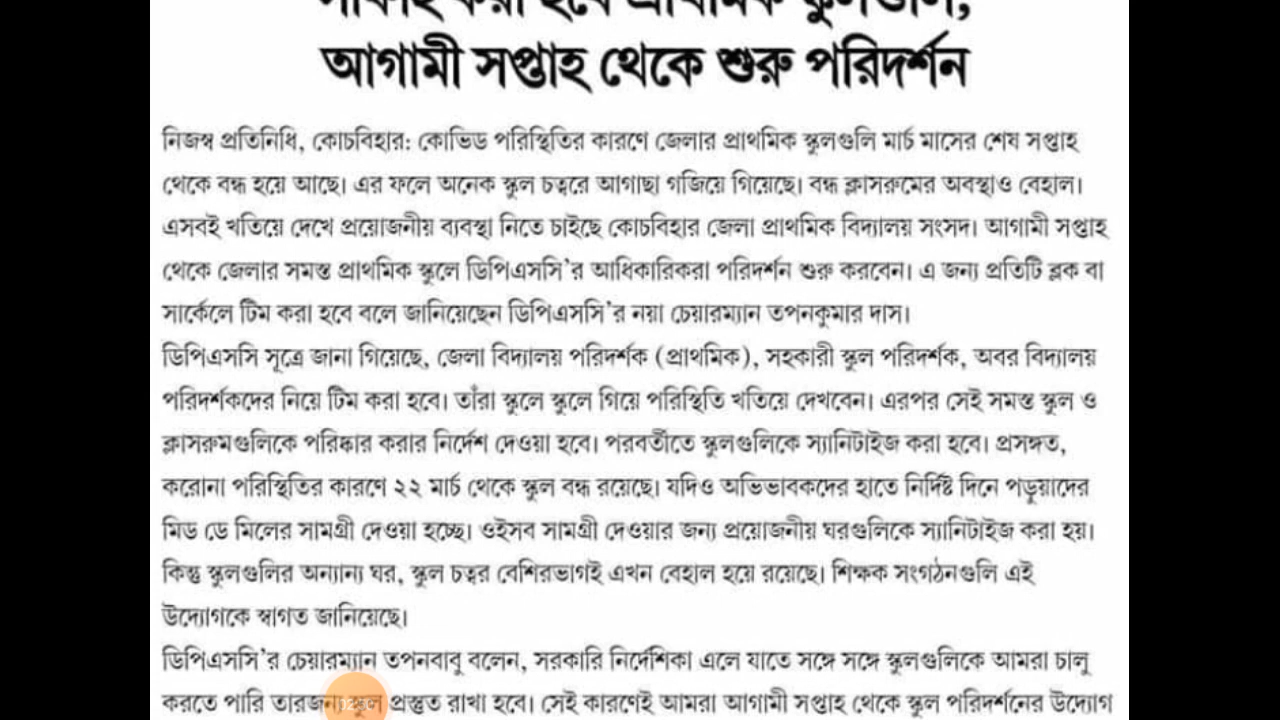 সাফাই করা হবে প্রাথমিক স্কুলগুলি,
আগামী সপ্তাহ থেকে শুরু পরিদর্শন
নিজস্ব প্রতিনিধি, কোচবিহার: কোভিড পরিস্থিতির কারণে জেলার প্রাথমিক স্কুলগুলি মার্চ মাসের শেষ সপ্তাহ
থেকে বন্ধ হয়ে আছে। এর ফলে অনেক স্কুল চত্বরে আগাছা গজিয়ে গিয়েছে। বন্ধ ক্লাসরুমের অবস্থাও বেহাল।
এসবই খতিয়ে দেখে প্রয়োজনীয় ব্যবস্থা নিতে চাইছে কোচবিহার জেলা প্রাথমিক বিদ্যালয় সংসদ। আগামী সপ্তাহ
থেকে জেলার সমস্ত প্রাথমিক স্কুলে ডিপিএসসি'র আধিকারিকরা পরিদর্শন শুরু করবেন। এ জন্য প্রতিটি ব্লক বা
সার্কেলে টিম করা হবে বলে জানিয়েছেন ডিপিএসসি'র নয়া চেয়ারম্যান তপনকুমার দাস।
ডিপিএসসি সূত্রে জানা গিয়েছে, জেলা বিদ্যালয় পরিদর্শক (প্রাথমিক), সহকারী স্কুল পরিদর্শক, অবর বিদ্যালয়
পরিদর্শকদের নিয়ে টিম করা হবে। তাঁরা স্কুলে স্কুলে গিয়ে পরিস্থিতি খতিয়ে দেখবেন। এরপর সেই সমস্ত স্কুল ও
ক্লাসরুমগুলিকে পরিষ্কার করার নির্দেশ দেওয়া হবে। পরবর্তীতে স্কুলগুলিকে স্যানিটাইজ করা হবে। প্রসঙ্গত,
করোনা পরিস্থিতির কারণে ২২ মার্চ থেকে স্কুল বন্ধ রয়েছে। যদিও অভিভাবকদের হাতে নির্দিষ্ট দিনে পড়ুয়াদের
মিড ডে মিলের সামগ্রী দেওয়া হচ্ছে। ওইসব সামগ্রী দেওয়ার জন্য প্রয়োজনীয় ঘরগুলিকে স্যানিটাইজ করা হয়।
কিন্তু স্কুলগুলির অন্যান্য ঘর, স্কুল চত্বর বেশিরভাগই এখন বেহাল হয়ে রয়েছে। শিক্ষক সংগঠনগুলি এই
উদ্যোগকে স্বাগত জানিয়েছে।
ডিপিএসসি'র চেয়ারম্যান তপনবাবু বলেন, সরকারি নির্দেশিকা এলে যাতে সঙ্গে সঙ্গে স্কুলগুলিকে আমরা চালু
করতে পারি তারজন্য স্কুল প্রস্তুত রাখা হবে। সেই কারণেই আমরা আগামী সপ্তাহ থেকে স্কুল পরিদর্শনের উদ্যোগ